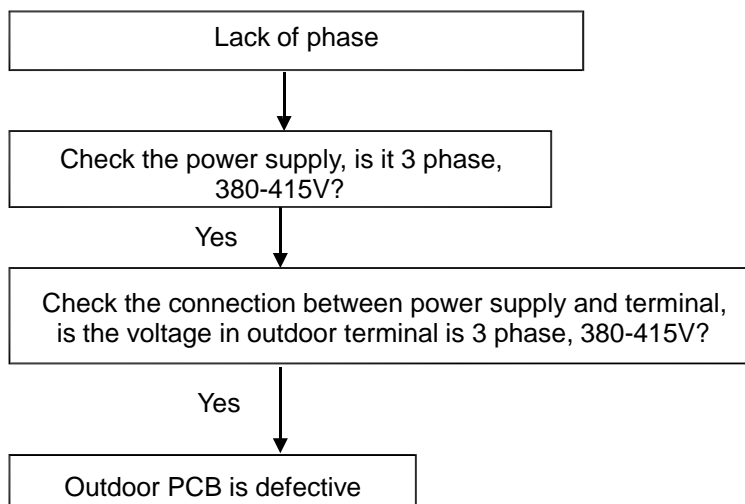 Lack of phase
Check the power supply, is it 3 phase,
380-415V?
Yes
Check the connection between power supply and terminal,
is the voltage in outdoor terminal is 3 phase, 380-415V?
Yes
Outdoor PCB is defective